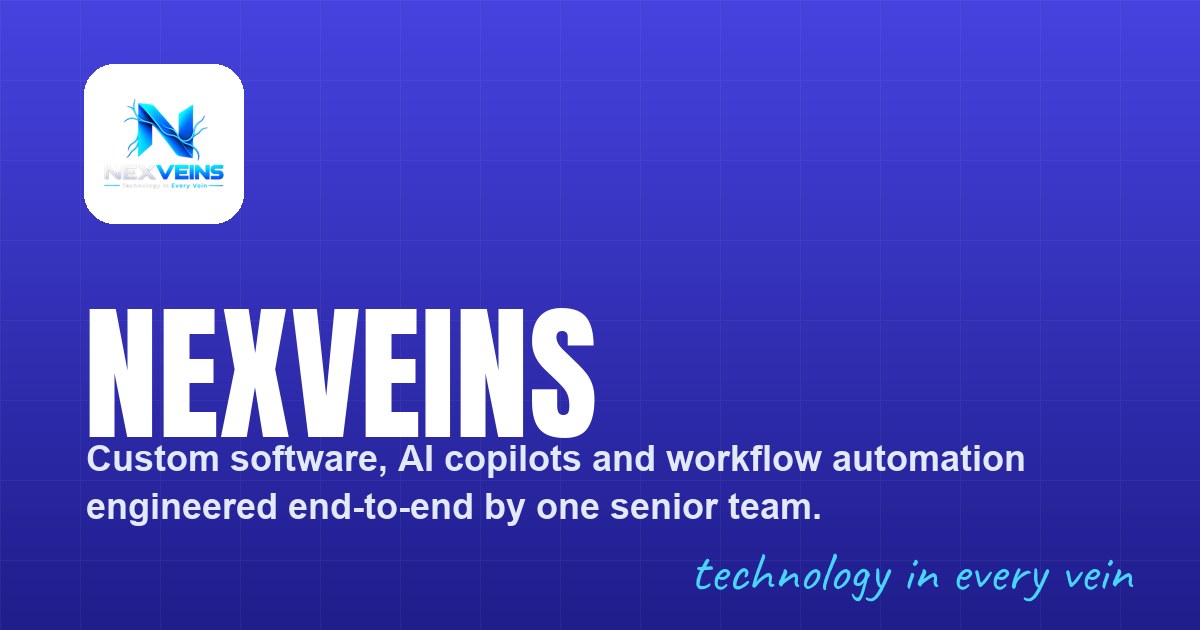 NEXVEINS
Technology in Every Vein
NEXVEINS
Custom software, AI copilots and workflow automation
engineered end-to-end by one senior team.
technology in every vein